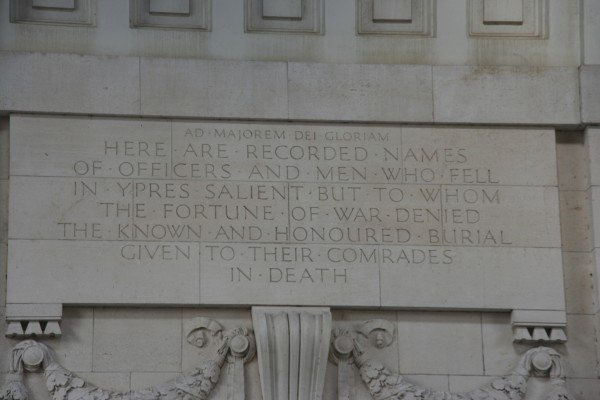 AD · MAJOREM · DEI · GLORIAM
HERE · ARE · RECORDED · NAMES
OF · OFFICERS · AND · MEN · WHO · FELL
IN · YPRES · SALIENT · BUT · TO · WHOM
THE · FORTUNE · OF · WAR · DENIED
THE · KNOWN · AND · HONOURED · BURIAL
GIVEN · TO · THEIR · COMRADES
IN · DEATH